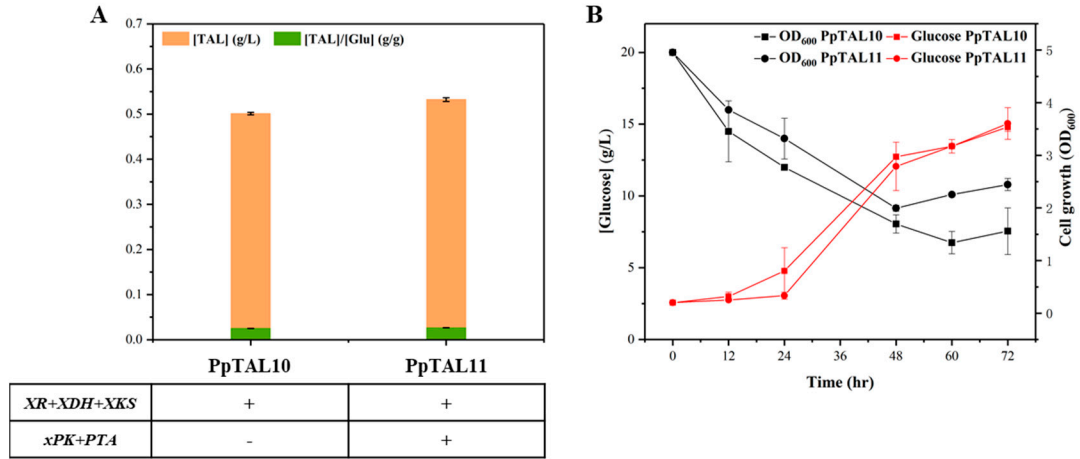 A
0.7
0.6
0.5
0.4
0.3
0.2
0.1
0.0
[TAL] (g/L) [TAL]/[Glu] (g/g)
PpTAL10 PpTAL11
XR+XDH+XKS + +
xPK+PTA - +
B
OD600 PpTAL10 Glucose PpTAL10
OD600 PpTAL11 Glucose PpTAL11
[Glucose] (g/L)
20
15
10
5
0
5
4
3
2
1
0
Cell growth (OD600)
0 12 24 36 48 60 72
Time (hr)